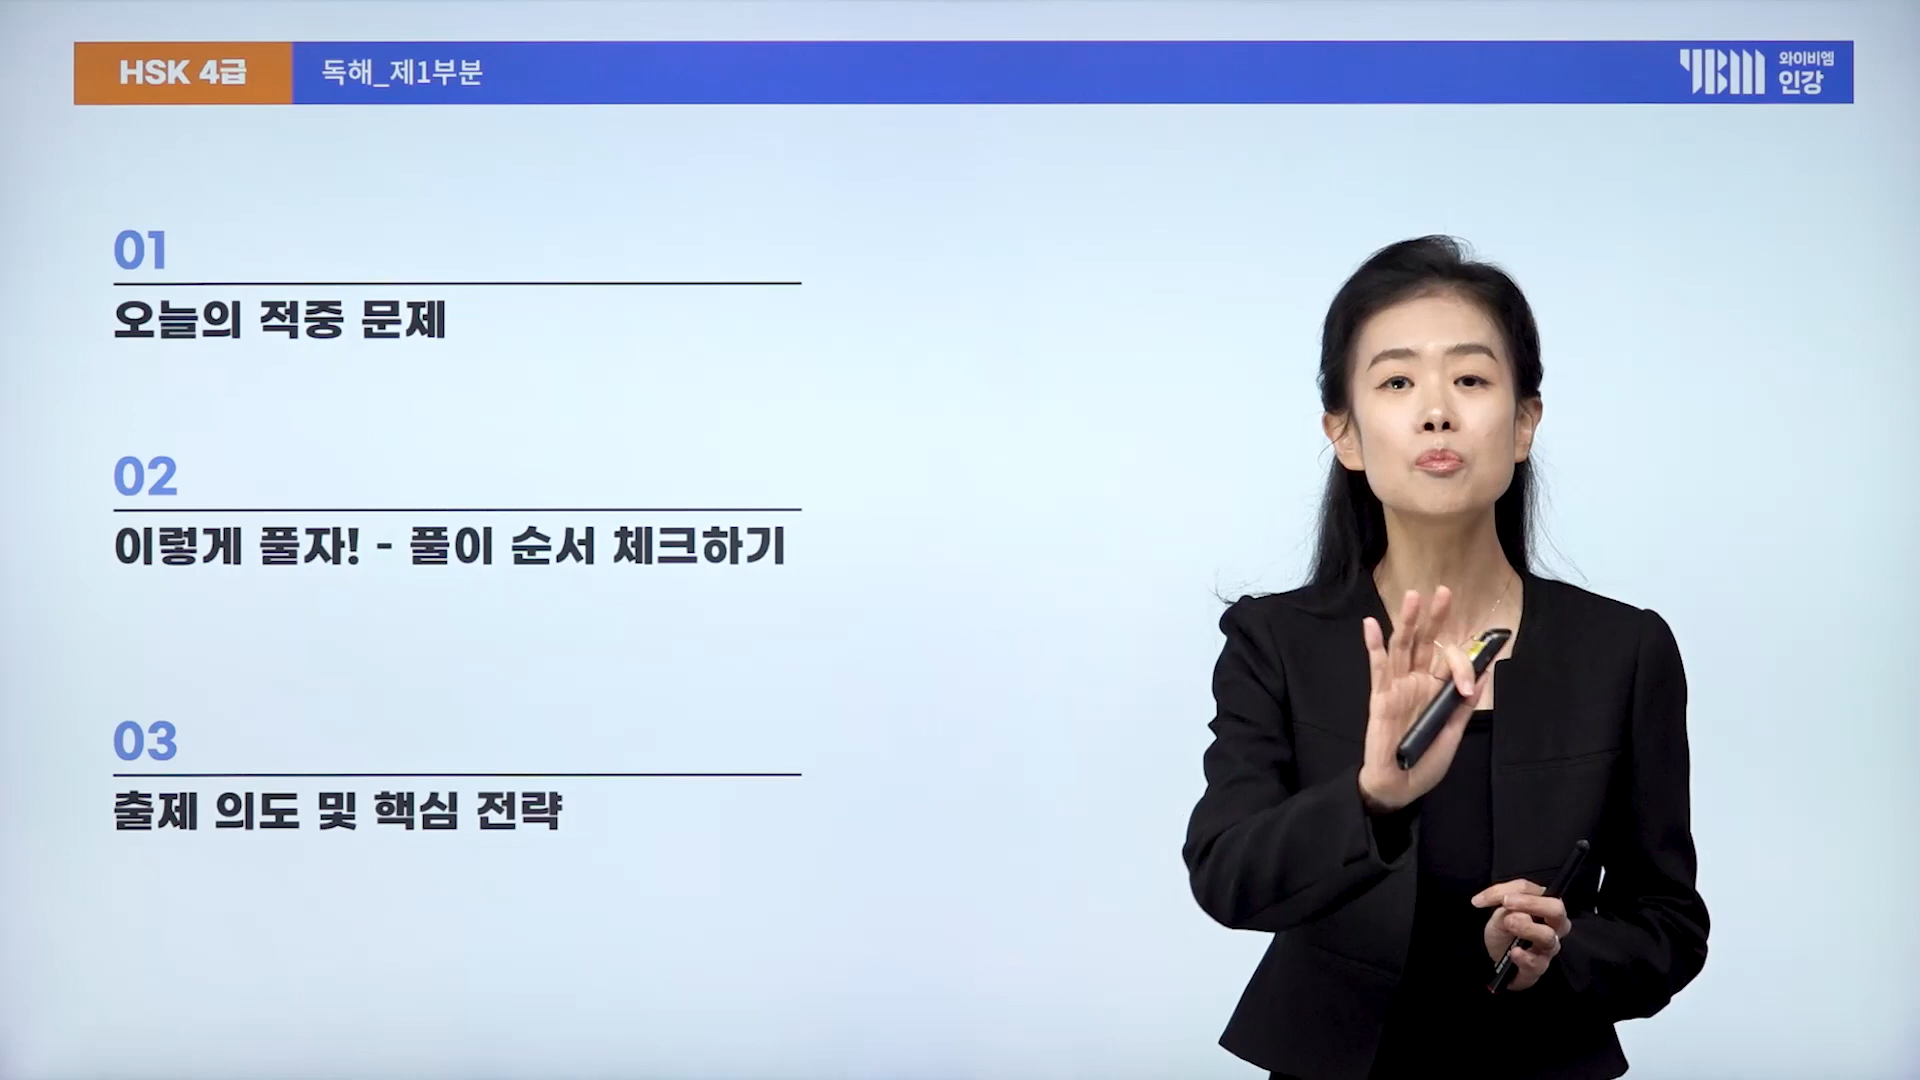 HSK 4급
독해_제1부분
YBM
와이비엠
인강
01
오늘의 적중 문제
02
이렇게 풀자! - 풀이 순서 체크하기
03
출제 의도 및 핵심 전략